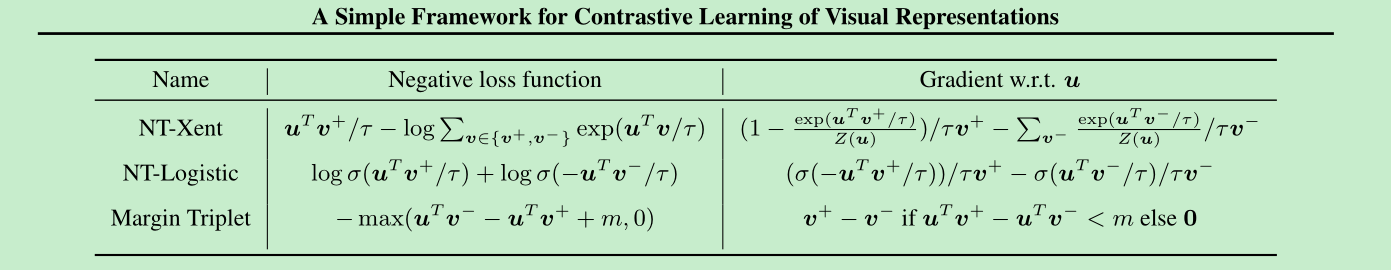 A Simple Framework for Contrastive Learning of Visual Representations
Name | Negative loss function | Gradient w.r.t. $\boldsymbol{u}$
NT-Xent | $\boldsymbol{u}^T\boldsymbol{v}^+/\tau - \log \sum_{\boldsymbol{v}\in\{\boldsymbol{v}^+,\boldsymbol{v}^-\}} \exp(\boldsymbol{u}^T\boldsymbol{v}/\tau)$ | $(1 - \frac{\exp(\boldsymbol{u}^T\boldsymbol{v}^+/\tau)}{Z(\boldsymbol{u})})/\tau\boldsymbol{v}^+ - \sum_{\boldsymbol{v}^-} \frac{\exp(\boldsymbol{u}^T\boldsymbol{v}^-/\tau)}{Z(\boldsymbol{u})}/\tau\boldsymbol{v}^-$
NT-Logistic | $\log \sigma(\boldsymbol{u}^T\boldsymbol{v}^+/\tau) + \log \sigma(-\boldsymbol{u}^T\boldsymbol{v}^-/\tau)$ | $(\sigma(-\boldsymbol{u}^T\boldsymbol{v}^+/\tau))/\tau\boldsymbol{v}^+ - \sigma(\boldsymbol{u}^T\boldsymbol{v}^-/\tau)/\tau\boldsymbol{v}^-$
Margin Triplet | $-\max(\boldsymbol{u}^T\boldsymbol{v}^- - \boldsymbol{u}^T\boldsymbol{v}^+ + m, 0)$ | $\boldsymbol{v}^+ - \boldsymbol{v}^-$ if $\boldsymbol{u}^T\boldsymbol{v}^+ - \boldsymbol{u}^T\boldsymbol{v}^- < m$ else $\boldsymbol{0}$